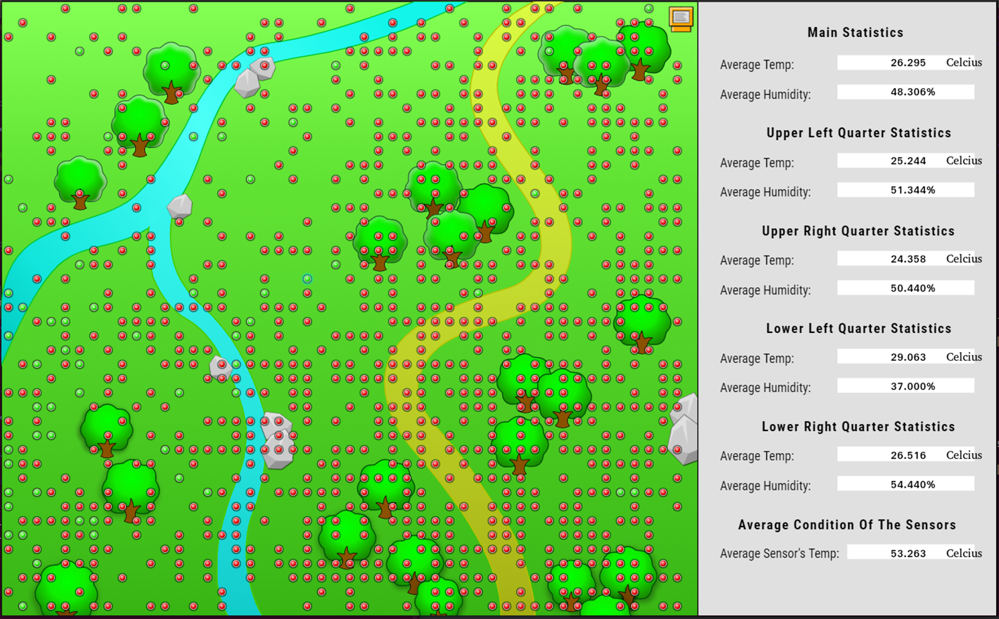 Main Statistics
Average Temp: 26.295 Celcius
Average Humidity: 48.306%
Upper Left Quarter Statistics
Average Temp: 25.244 Celcius
Average Humidity: 51.344%
Upper Right Quarter Statistics
Average Temp: 24.358 Celcius
Average Humidity: 50.440%
Lower Left Quarter Statistics
Average Temp: 29.063 Celcius
Average Humidity: 37.000%
Lower Right Quarter Statistics
Average Temp: 26.516 Celcius
Average Humidity: 54.440%
Average Condition Of The Sensors
Average Sensor's Temp: 53.263 Celcius